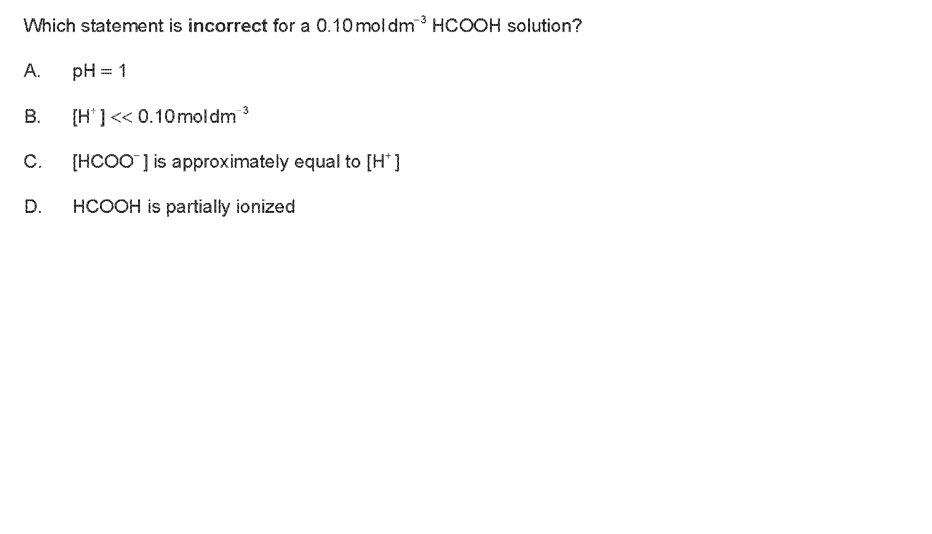 Which statement is incorrect for a 0.10 mol dm⁻³ HCOOH solution?
A. pH = 1
B. [H⁺] << 0.10 mol dm⁻³
C. [HCOO⁻] is approximately equal to [H⁺]
D. HCOOH is partially ionized